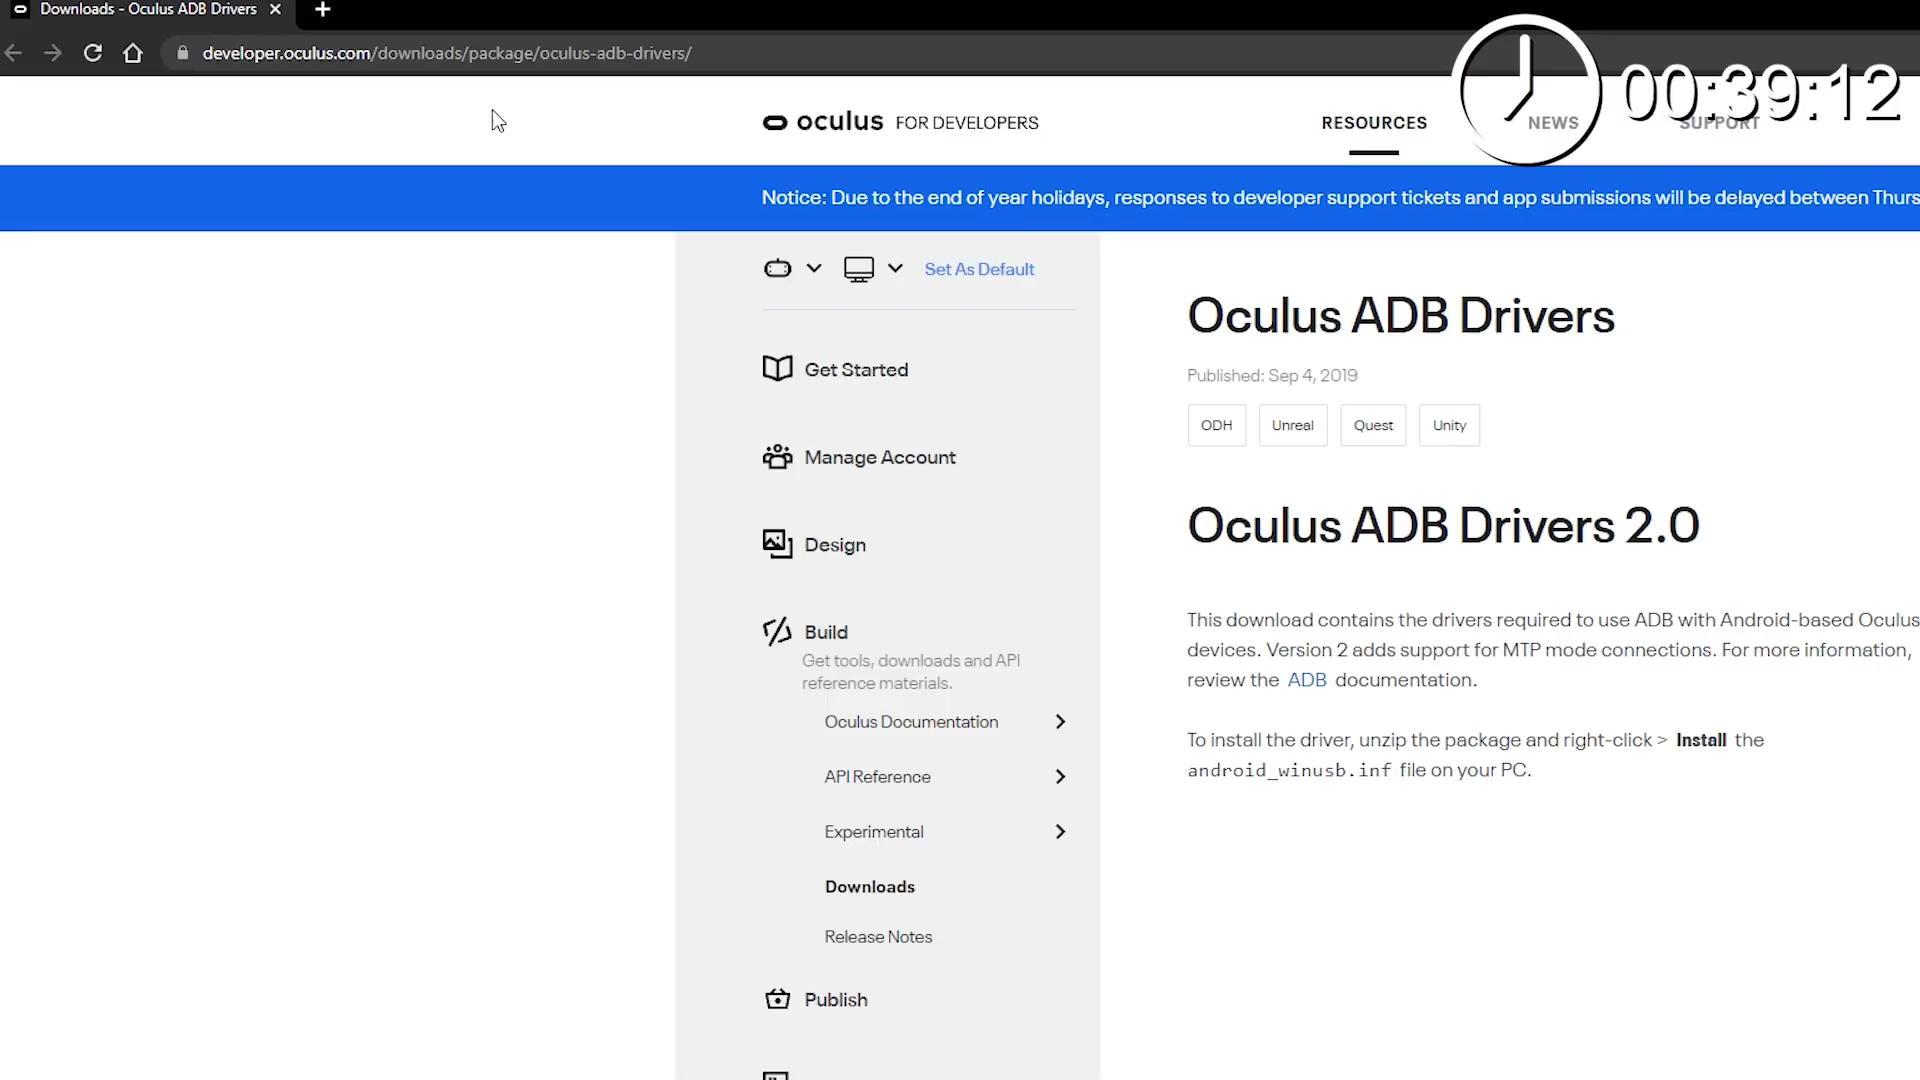 Downloads - Oculus ADB Drivers
developer.oculus.com/downloads/package/oculus-adb-drivers/
00:39:12
oculus FOR DEVELOPERS
RESOURCES
NEWS
SUPPORT
Notice: Due to the end of year holidays, responses to developer support tickets and app submissions will be delayed between Thurs
Set As Default
Get Started
Manage Account
Design
Build
Get tools, downloads and API
reference materials.
Oculus Documentation
API Reference
Experimental
Downloads
Release Notes
Publish
Oculus ADB Drivers
Published: Sep 4, 2019
ODH
Unreal
Quest
Unity
Oculus ADB Drivers 2.0
This download contains the drivers required to use ADB with Android-based Oculus
devices. Version 2 adds support for MTP mode connections. For more information,
review the ADB documentation.
To install the driver, unzip the package and right-click > Install the
android_winusb.inf file on your PC.